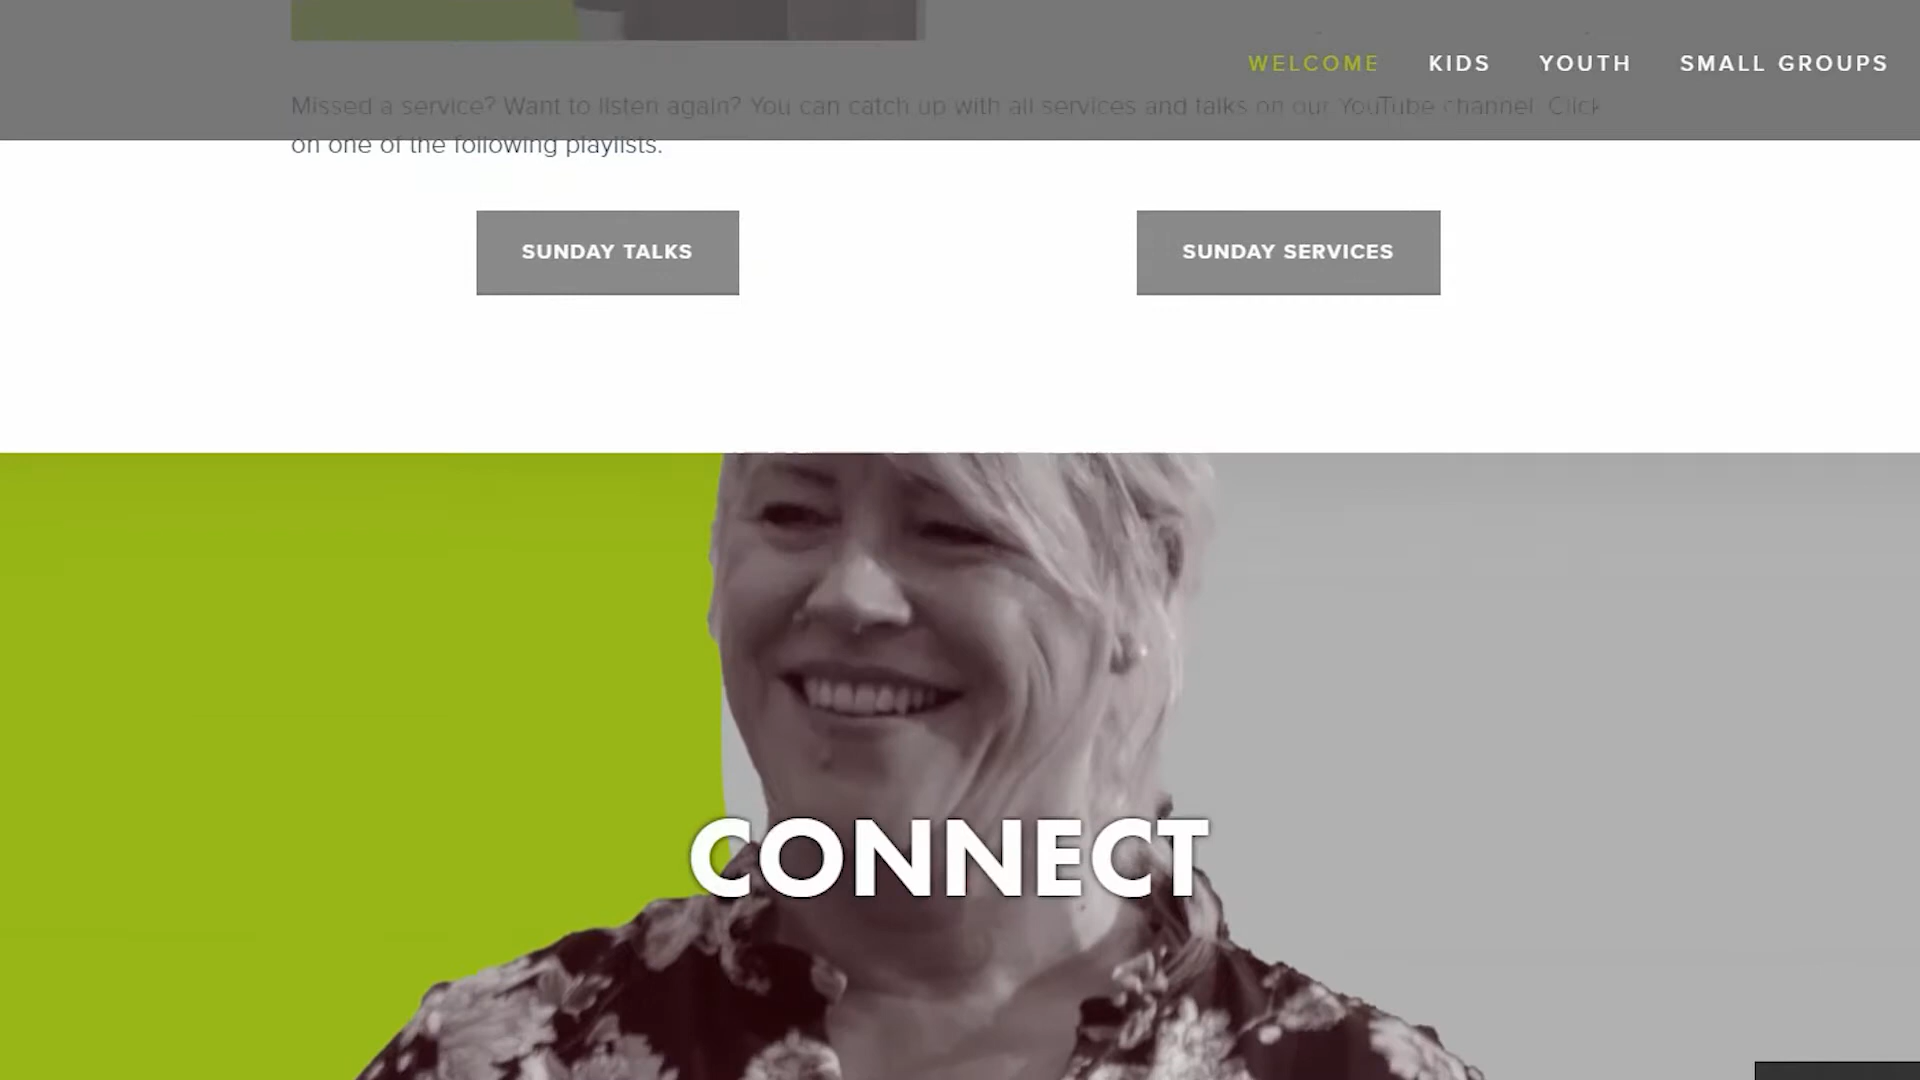 WELCOME KIDS YOUTH SMALL GROUPS
Missed a service? Want to listen again? You can catch up with all services and talks on our YouTube channel. Click
on one of the following playlists.
SUNDAY TALKS SUNDAY SERVICES
CONNECT